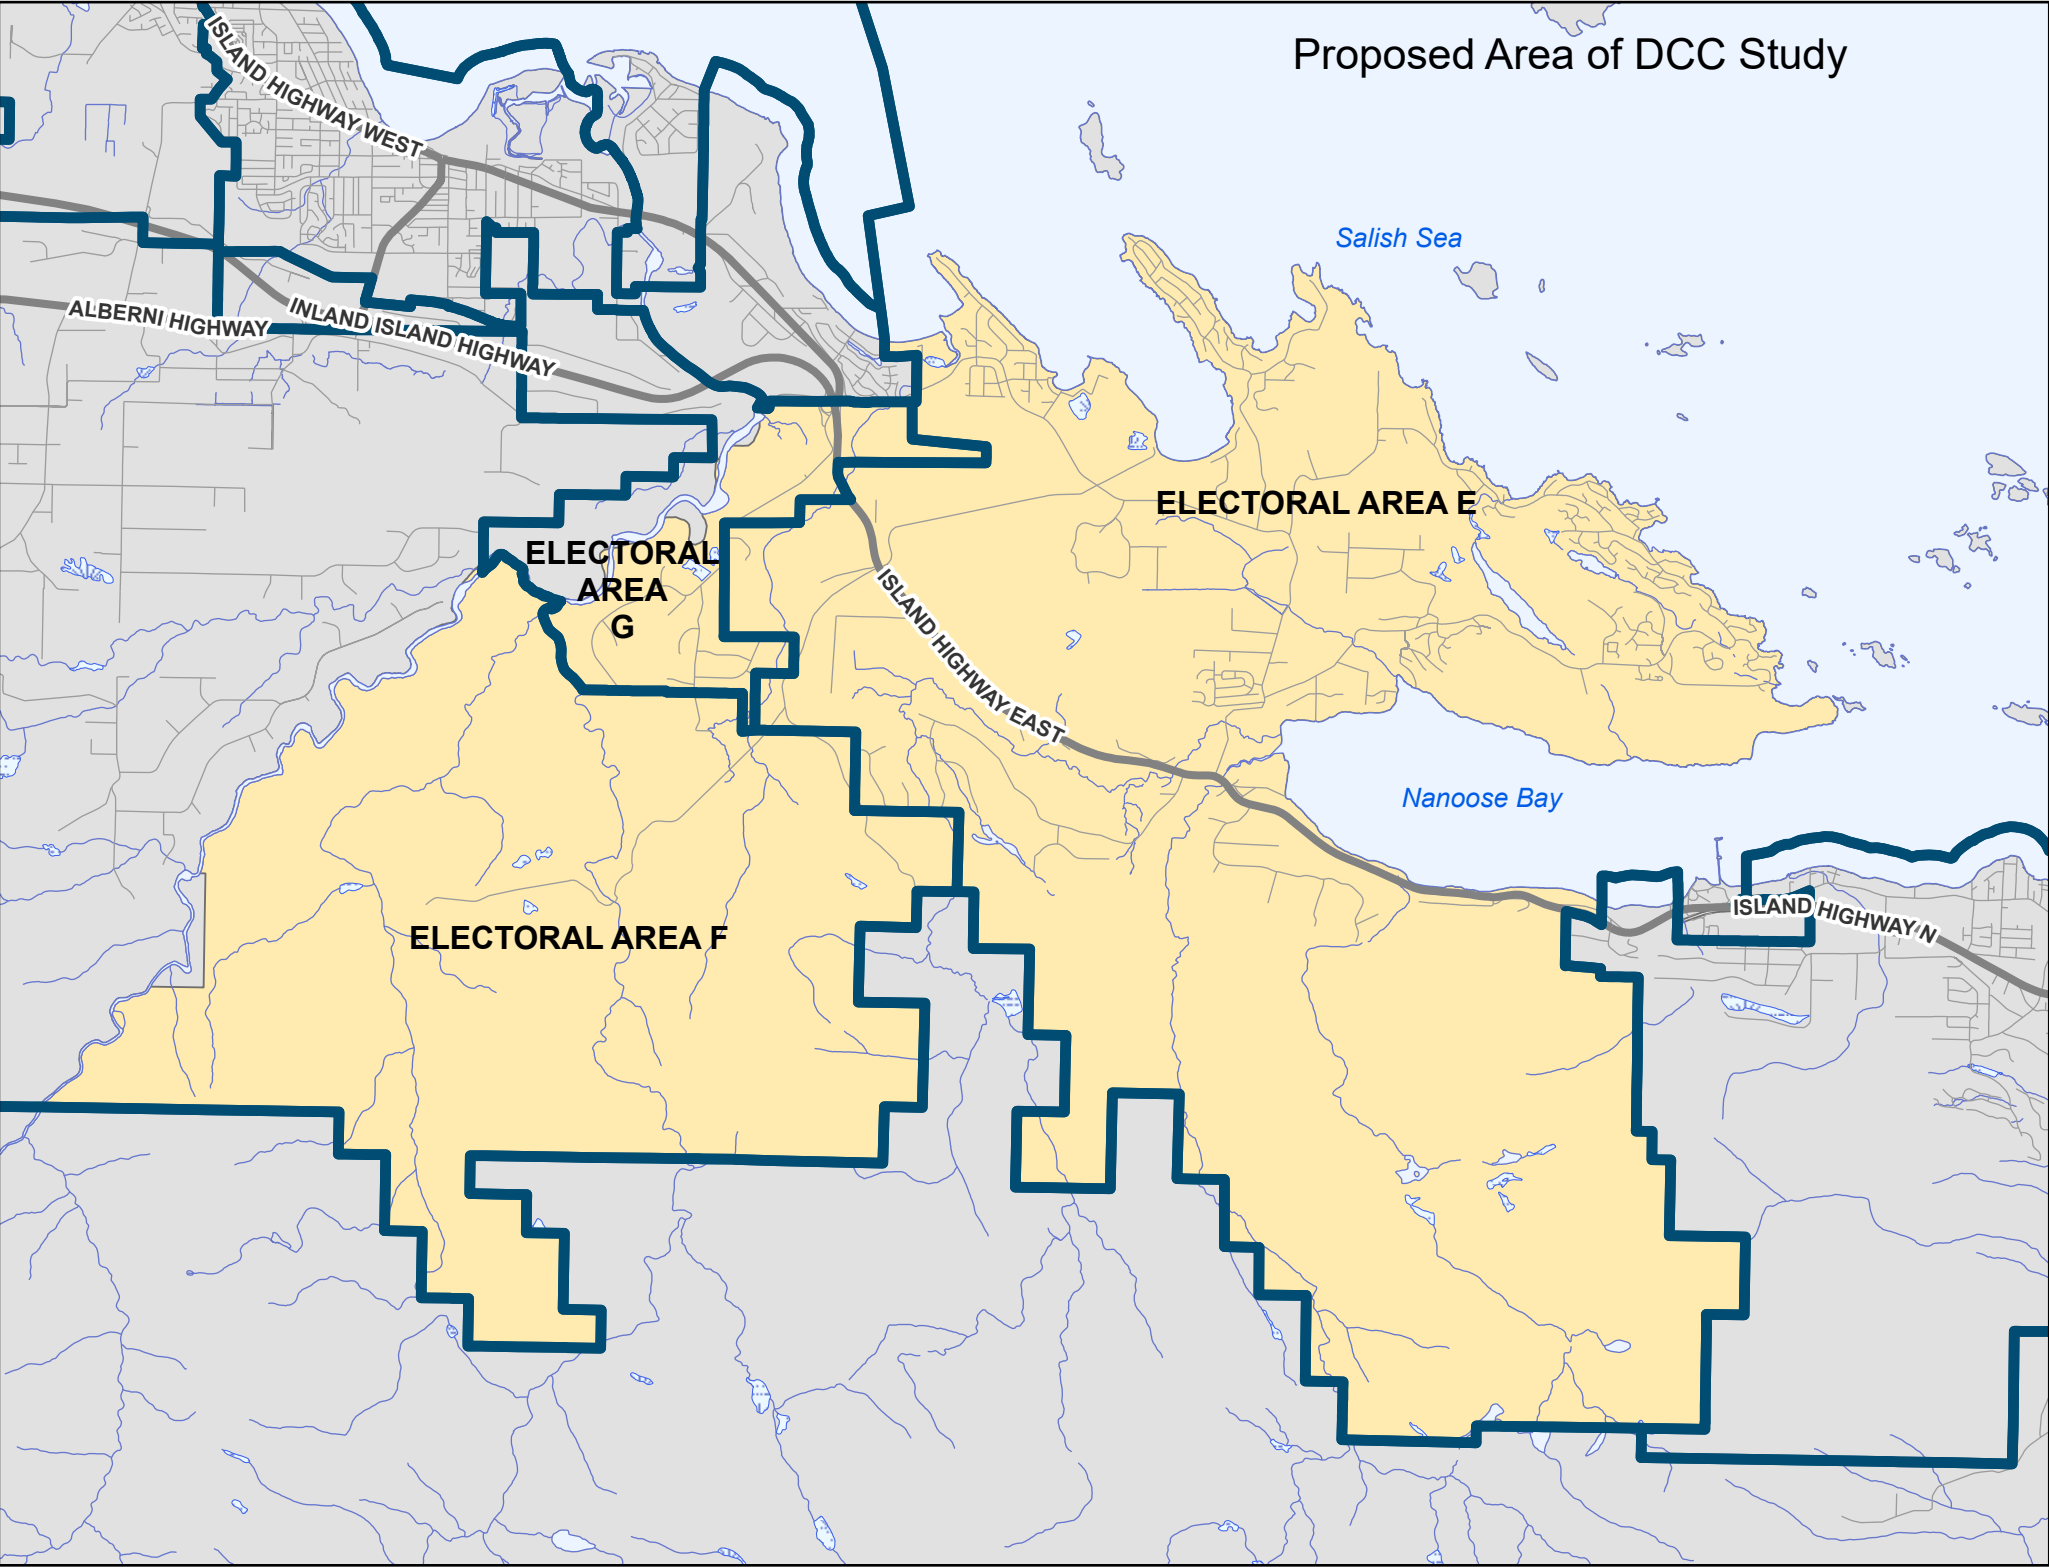 Proposed Area of DCC Study
ISLAND HIGHWAY WEST
Salish Sea
ALBERNI HIGHWAY
INLAND ISLAND HIGHWAY
ELECTORAL AREA E
ELECTORAL
AREA
G
ISLAND HIGHWAY EAST
Nanoose Bay
ISLAND HIGHWAY N
ELECTORAL AREA F